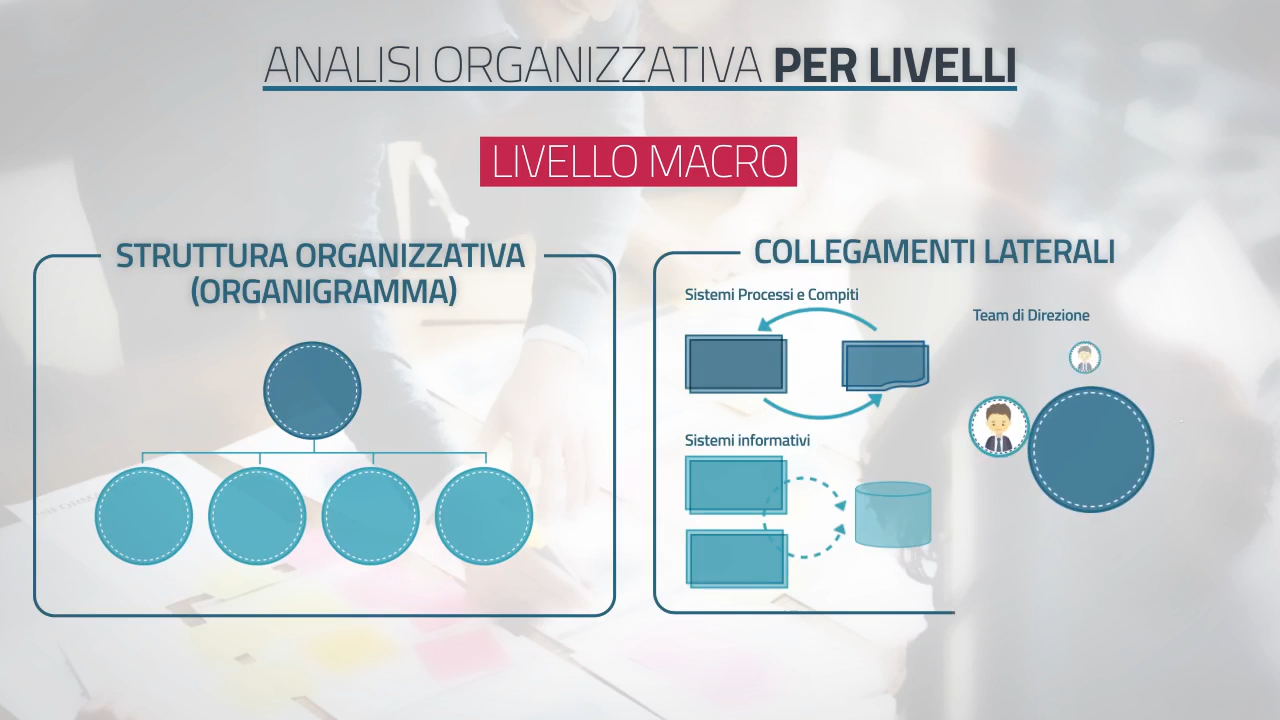 ANALISI ORGANIZZATIVA PER LIVELLI
LIVELLO MACRO
STRUTTURA ORGANIZZATIVA
(ORGANIGRAMMA)
COLLEGAMENTI LATERALI
Sistemi Processi e Compiti
Team di Direzione
Sistemi informativi